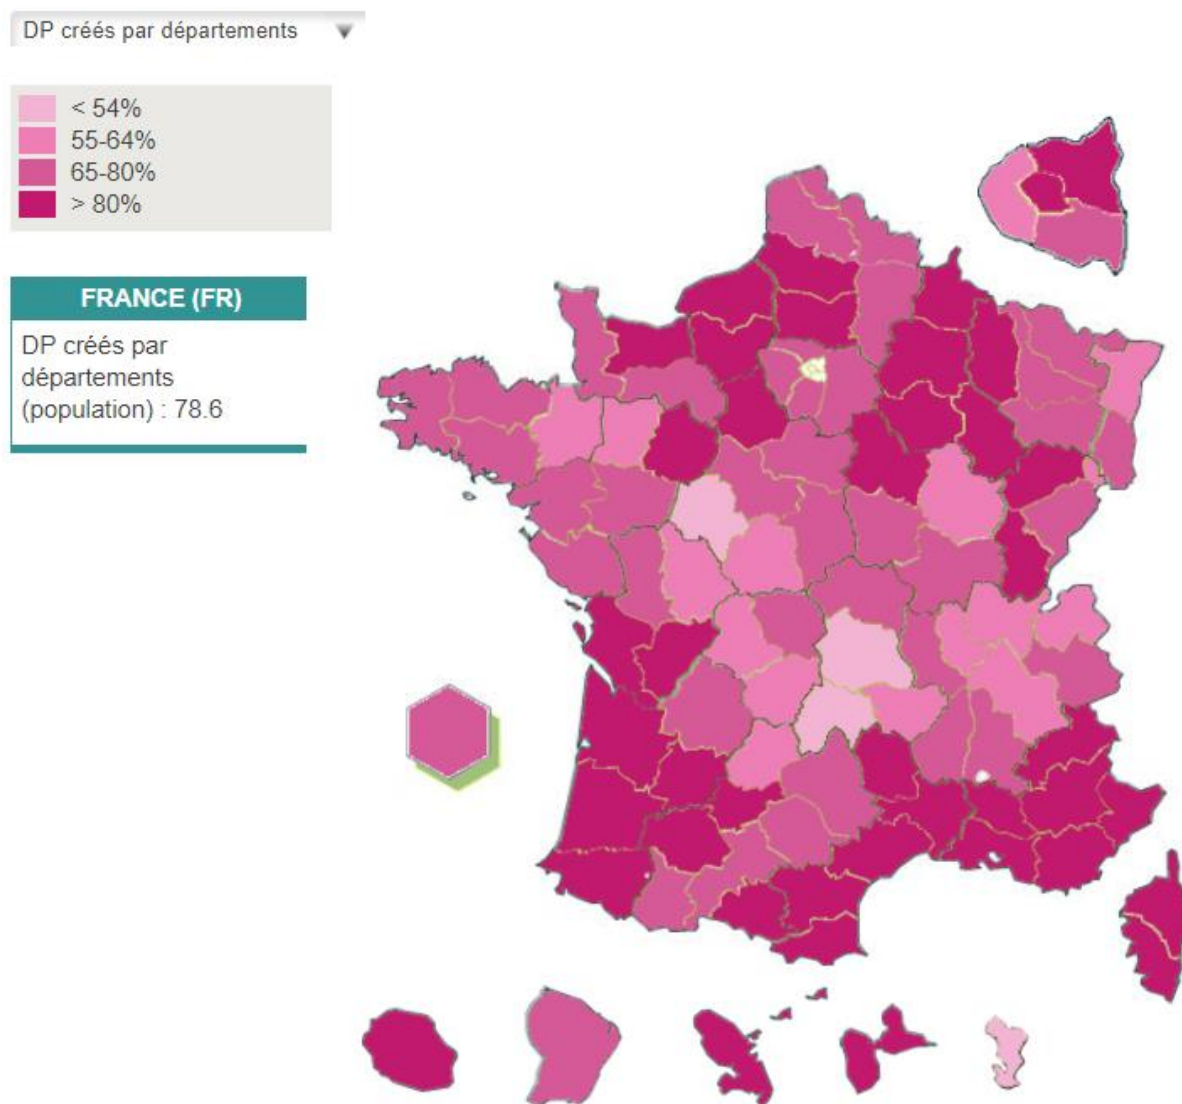 DP créés par départements
< 54%
55-64%
65-80%
> 80%
FRANCE (FR)
DP créés par
départements
(population) : 78.6